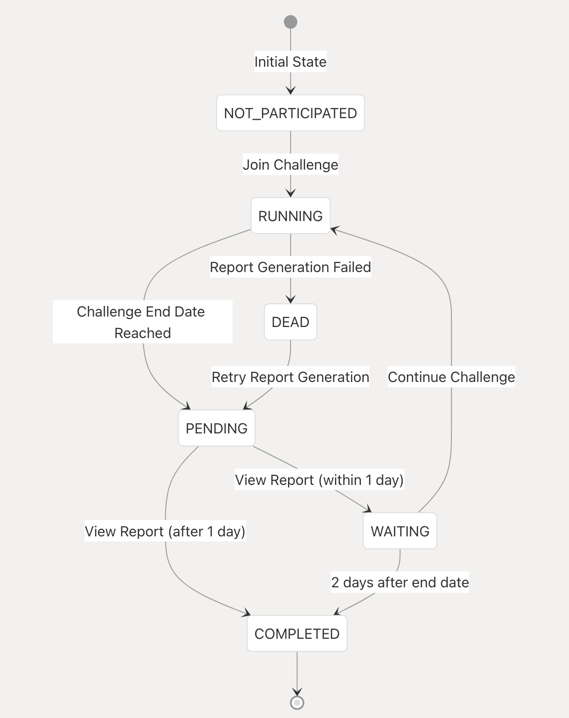 Initial State
NOT_PARTICIPATED
Join Challenge
RUNNING
Report Generation Failed
Challenge End Date
Reached
DEAD
Retry Report Generation
Continue Challenge
PENDING
View Report (within 1 day)
View Report (after 1 day)
WAITING
2 days after end date
COMPLETED